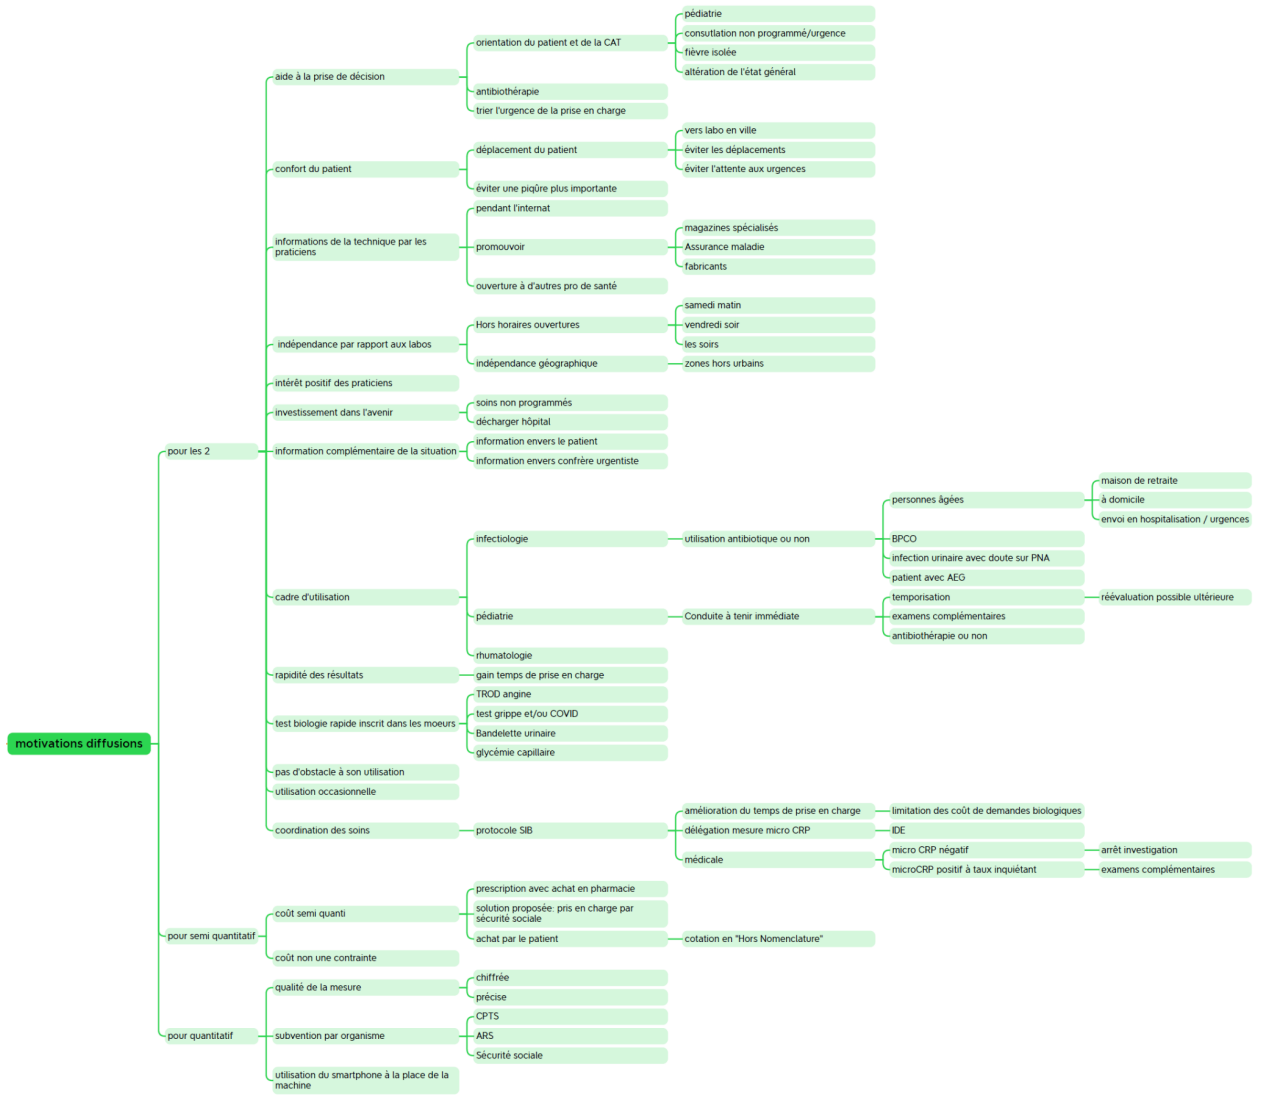 motivations diffusions
pour les 2
aide à la prise de décision
orientation du patient et de la CAT
pédiatrie
consutlation non programmé/urgence
fièvre isolée
altération de l'état général
antibiothérapie
trier l'urgence de la prise en charge
confort du patient
déplacement du patient
vers labo en ville
éviter les déplacements
éviter l'attente aux urgences
éviter une piqûre plus importante
informations de la technique par les
praticiens
pendant l'internat
promouvoir
magazines spécialisés
Assurance maladie
fabricants
ouverture à d'autres pro de santé
indépendance par rapport aux labos
Hors horaires ouvertures
samedi matin
vendredi soir
les soirs
indépendance géographique
zones hors urbains
intérêt positif des praticiens
investissement dans l'avenir
soins non programmés
décharger hôpital
information complémentaire de la situation
information envers le patient
information envers confrère urgentiste
cadre d'utilisation
infectiologie
utilisation antibiotique ou non
personnes âgées
maison de retraite
à domicile
envoi en hospitalisation / urgences
BPCO
infection urinaire avec doute sur PNA
patient avec AEG
pédiatrie
Conduite à tenir immédiate
temporisation
réévaluation possible ultérieure
examens complémentaires
antibiothérapie ou non
rhumatologie
rapidité des résultats
gain temps de prise en charge
test biologie rapide inscrit dans les moeurs
TROD angine
test grippe et/ou COVID
Bandelette urinaire
glycémie capillaire
pas d'obstacle à son utilisation
utilisation occasionnelle
coordination des soins
protocole SIB
amélioration du temps de prise en charge
limitation des coût de demandes biologiques
délégation mesure micro CRP
IDE
médicale
micro CRP négatif
arrêt investigation
microCRP positif à taux inquiétant
examens complémentaires
pour semi quantitatif
coût semi quanti
prescription avec achat en pharmacie
solution proposée: pris en charge par
sécurité sociale
achat par le patient
cotation en "Hors Nomenclature"
coût non une contrainte
pour quantitatif
qualité de la mesure
chiffrée
précise
subvention par organisme
CPTS
ARS
Sécurité sociale
utilisation du smartphone à la place de la
machine